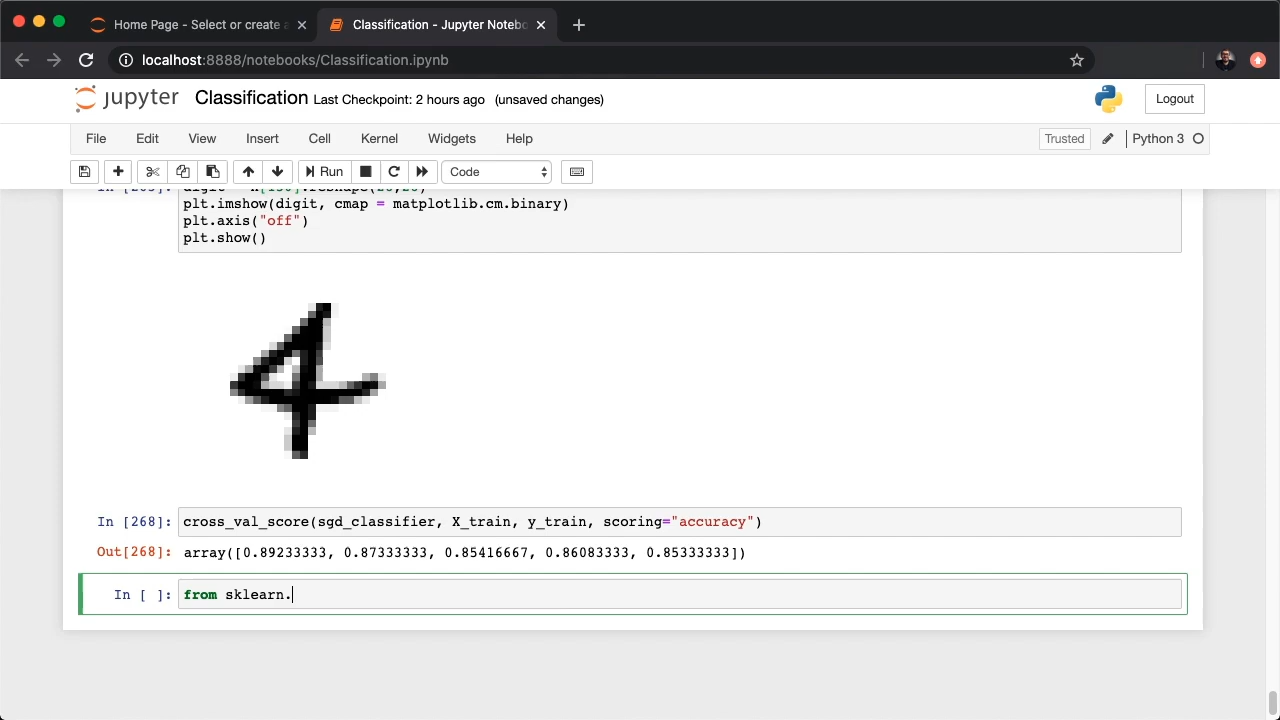 Home Page - Select or create a
Classification - Jupyter Notebo
localhost:8888/notebooks/Classification.ipynb
jupyter Classification Last Checkpoint: 2 hours ago (unsaved changes)
Logout
File Edit View Insert Cell Kernel Widgets Help
Trusted Python 3
Run Code
plt.imshow(digit, cmap = matplotlib.cm.binary)
plt.axis("off")
plt.show()
4
In [268]: cross_val_score(sgd_classifier, X_train, y_train, scoring="accuracy")
Out[268]: array([0.89233333, 0.87333333, 0.85416667, 0.86083333, 0.85333333])
In [ ]: from sklearn.